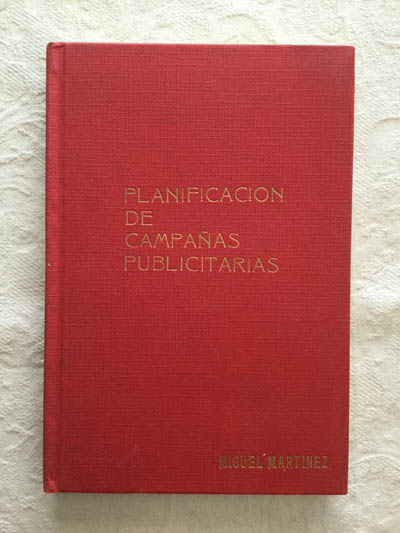 PLANIFICACION
DE
CAMPAÑAS
PUBLICITARIAS
MIGUEL MARTINEZ